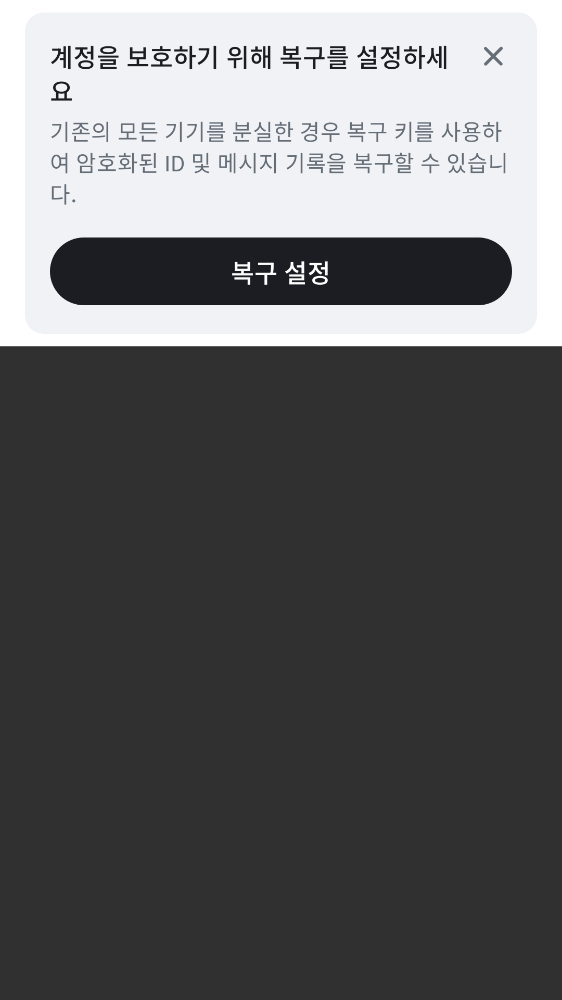 계정을 보호하기 위해 복구를 설정하세
요
기존의 모든 기기를 분실한 경우 복구 키를 사용하
여 암호화된 ID 및 메시지 기록을 복구할 수 있습니
다.
복구 설정